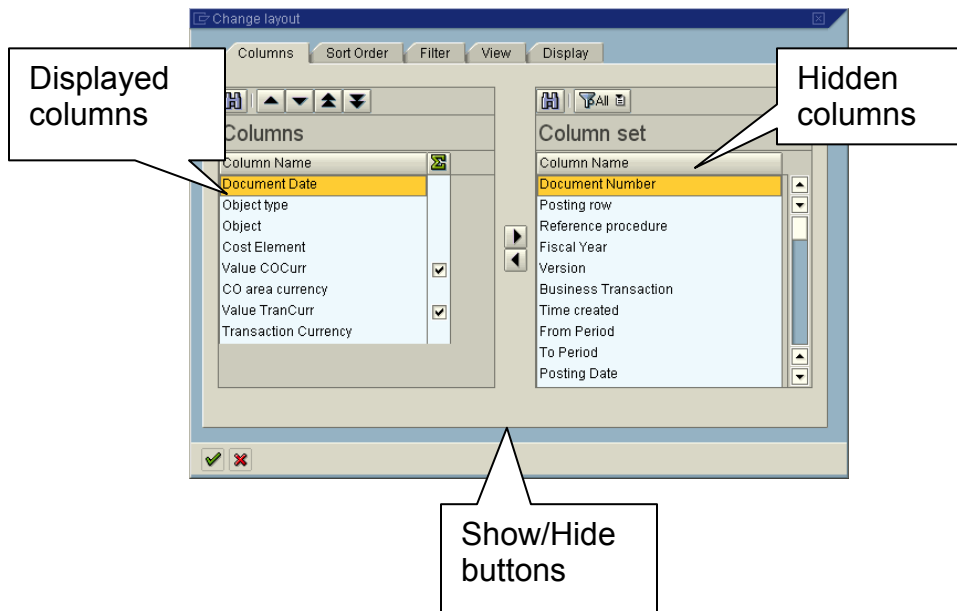 Change layout
Columns Sort Order Filter View Display
Displayed
columns
Hidden
columns
All
Columns
Column set
Column Name
Document Date
Object type
Object
Cost Element
Value COCurr
CO area currency
Value TranCurr
Transaction Currency
Column Name
Document Number
Posting row
Reference procedure
Fiscal Year
Version
Business Transaction
Time created
From Period
To Period
Posting Date
Show/Hide
buttons